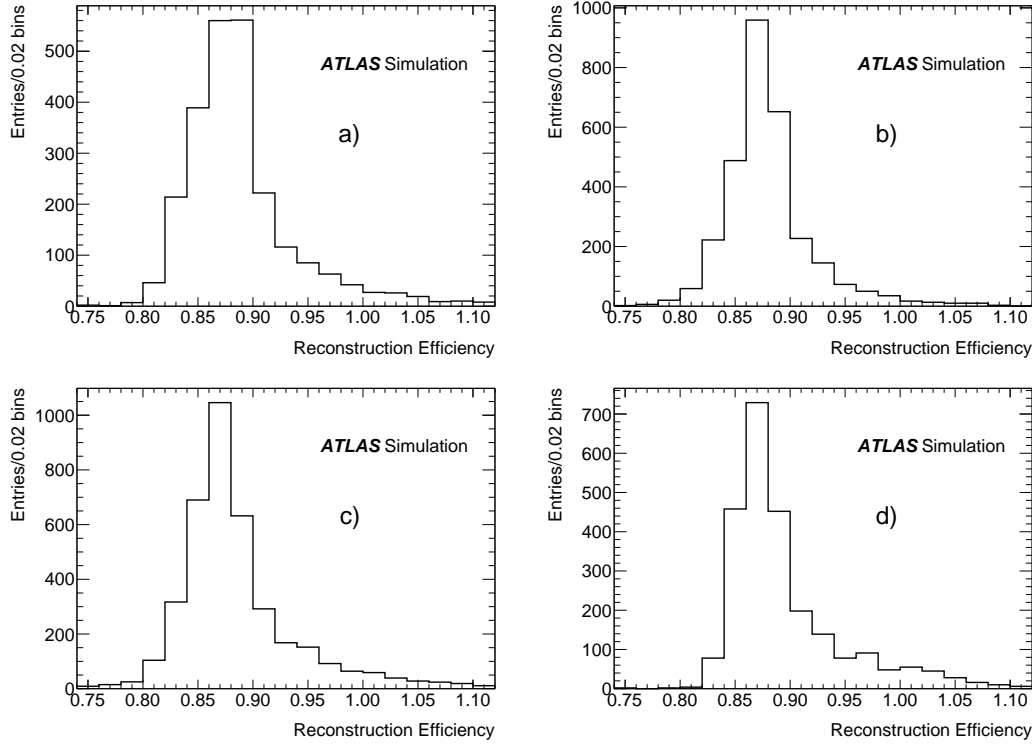 Entries/0.02 bins
500
400
300
200
100
0
ATLAS Simulation
a)
0.75 0.80 0.85 0.90 0.95 1.00 1.05 1.10
Reconstruction Efficiency
Entries/0.02 bins
1000
800
600
400
200
0
ATLAS Simulation
b)
0.75 0.80 0.85 0.90 0.95 1.00 1.05 1.10
Reconstruction Efficiency
Entries/0.02 bins
1000
800
600
400
200
0
ATLAS Simulation
c)
0.75 0.80 0.85 0.90 0.95 1.00 1.05 1.10
Reconstruction Efficiency
Entries/0.02 bins
700
600
500
400
300
200
100
0
ATLAS Simulation
d)
0.75 0.80 0.85 0.90 0.95 1.00 1.05 1.10
Reconstruction Efficiency